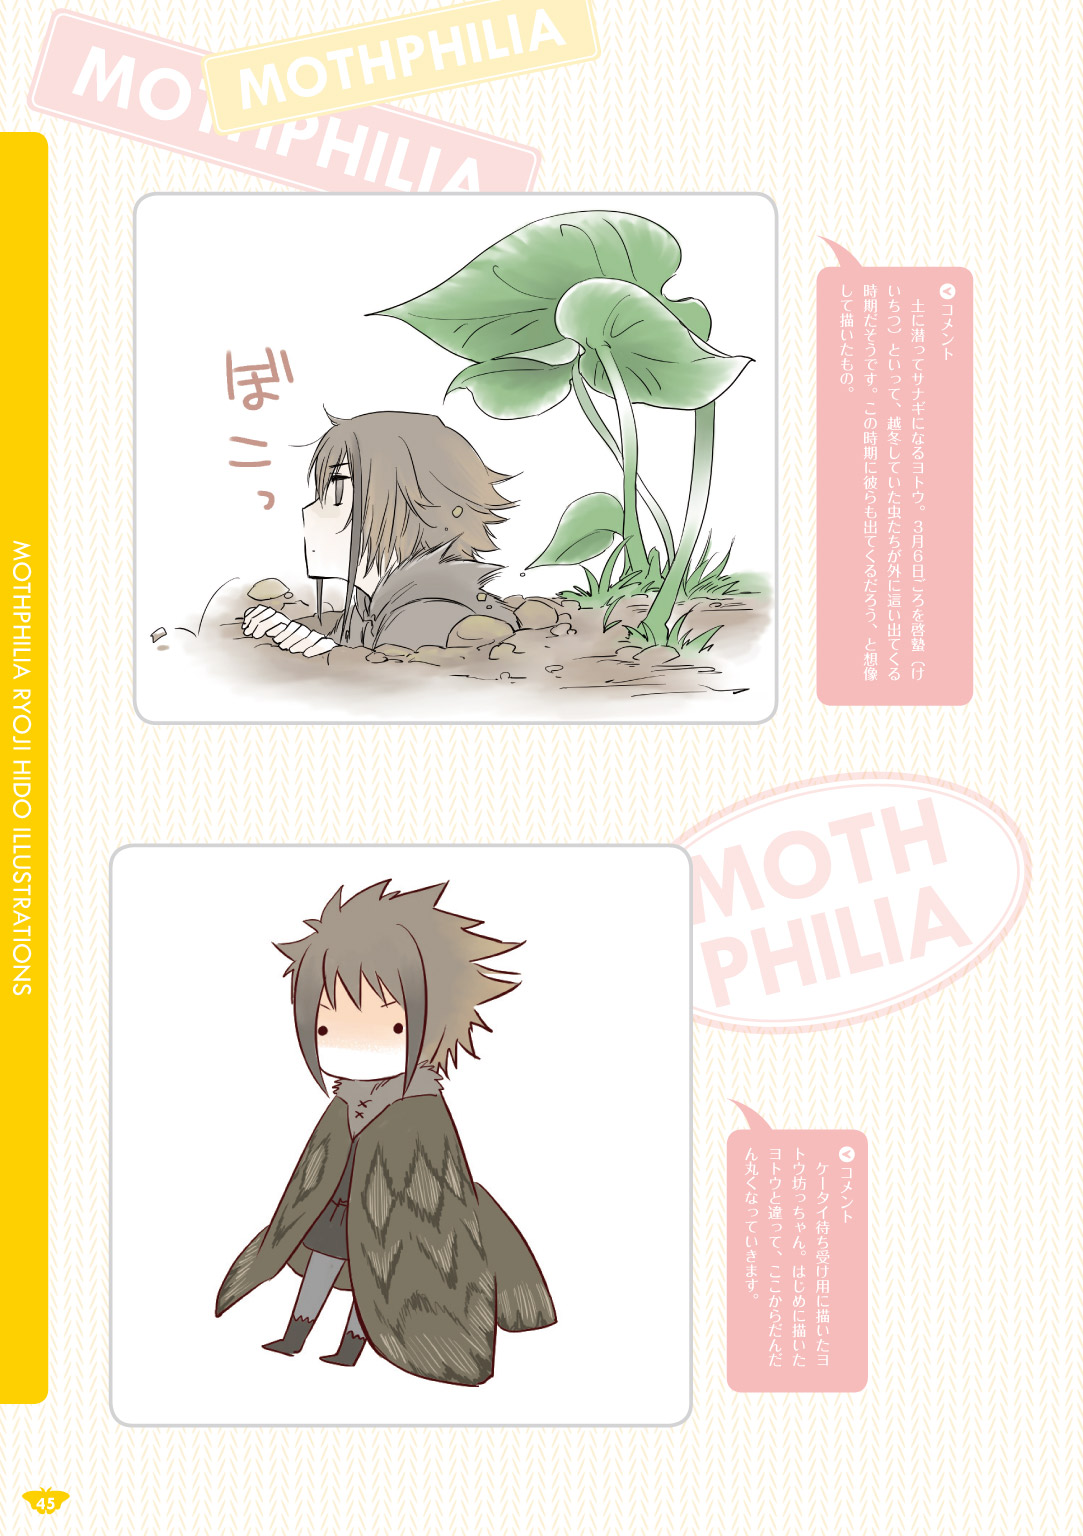 MOTHPHILIA
MOTHPHILIA
ぼこっ
コメント
土に潜ってサナギになるヨトウ。3月6日ごろを啓蟄(け
いちつ)といって、越冬していた虫たちが外に這い出てくる
時期だそうです。この時期に彼らも出てくるだろう、と想像
して描いたもの。
MOTHPHILIA RYOJI HIDO ILLUSTRATIONS
MOTH
PHILIA
コメント
ケータイ待ち受け用に描いたヨ
トウ坊っちゃん。はじめに描いた
ヨトウと違って、ここからだんだ
ん丸くなっていきます。
45